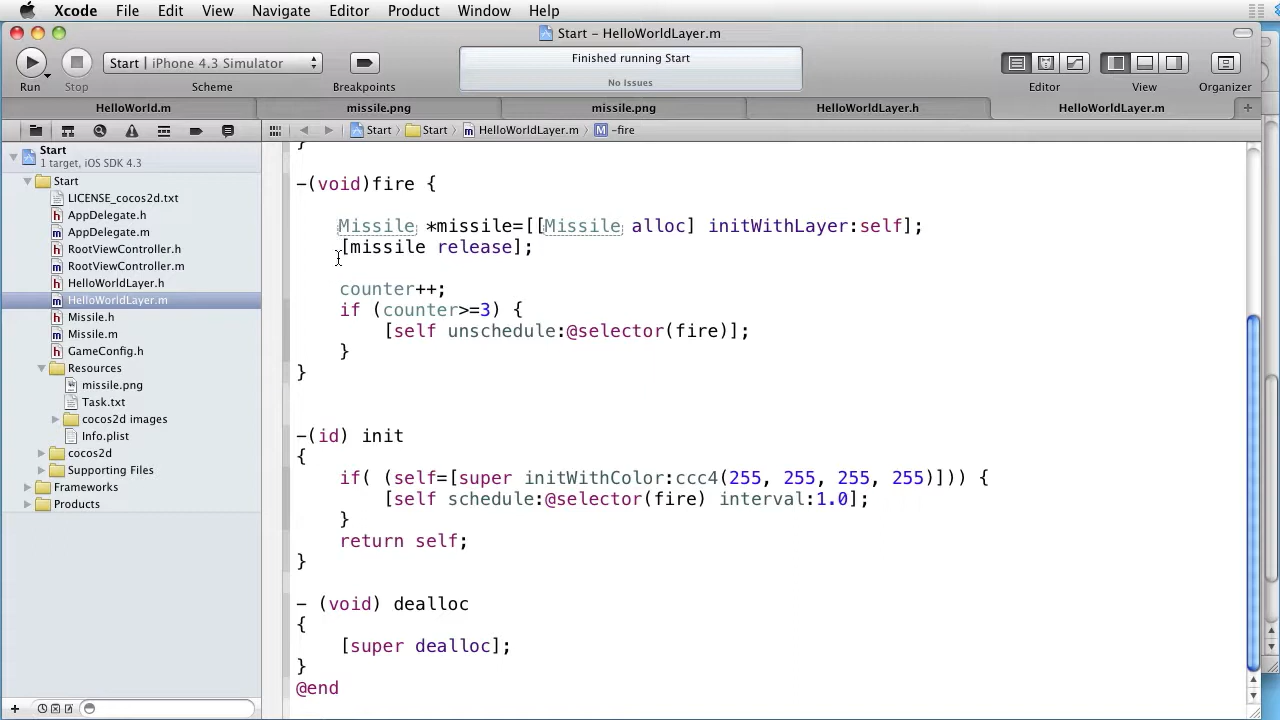 Xcode File Edit View Navigate Editor Product Window Help
Start – HelloWorldLayer.m
Start | iPhone 4.3 Simulator
Finished running Start
No Issues
Run Stop Scheme Breakpoints Editor View Organizer
HelloWorld.m missile.png missile.png HelloWorldLayer.h HelloWorldLayer.m
Start Start HelloWorldLayer.m M -fire
Start
1 target, iOS SDK 4.3
Start
LICENSE_cocos2d.txt
h AppDelegate.h
m AppDelegate.m
h RootViewController.h
m RootViewController.m
h HelloWorldLayer.h
m HelloWorldLayer.m
h Missile.h
m Missile.m
h GameConfig.h
Resources
missile.png
Task.txt
cocos2d images
Info.plist
cocos2d
Supporting Files
Frameworks
Products
}
-(void)fire {
Missile *missile=[[Missile alloc] initWithLayer:self];
[missile release];
counter++;
if (counter>=3) {
[self unschedule:@selector(fire)];
}
}
-(id) init
{
if( (self=[super initWithColor:ccc4(255, 255, 255, 255)])) {
[self schedule:@selector(fire) interval:1.0];
}
return self;
}
- (void) dealloc
{
[super dealloc];
}
@end